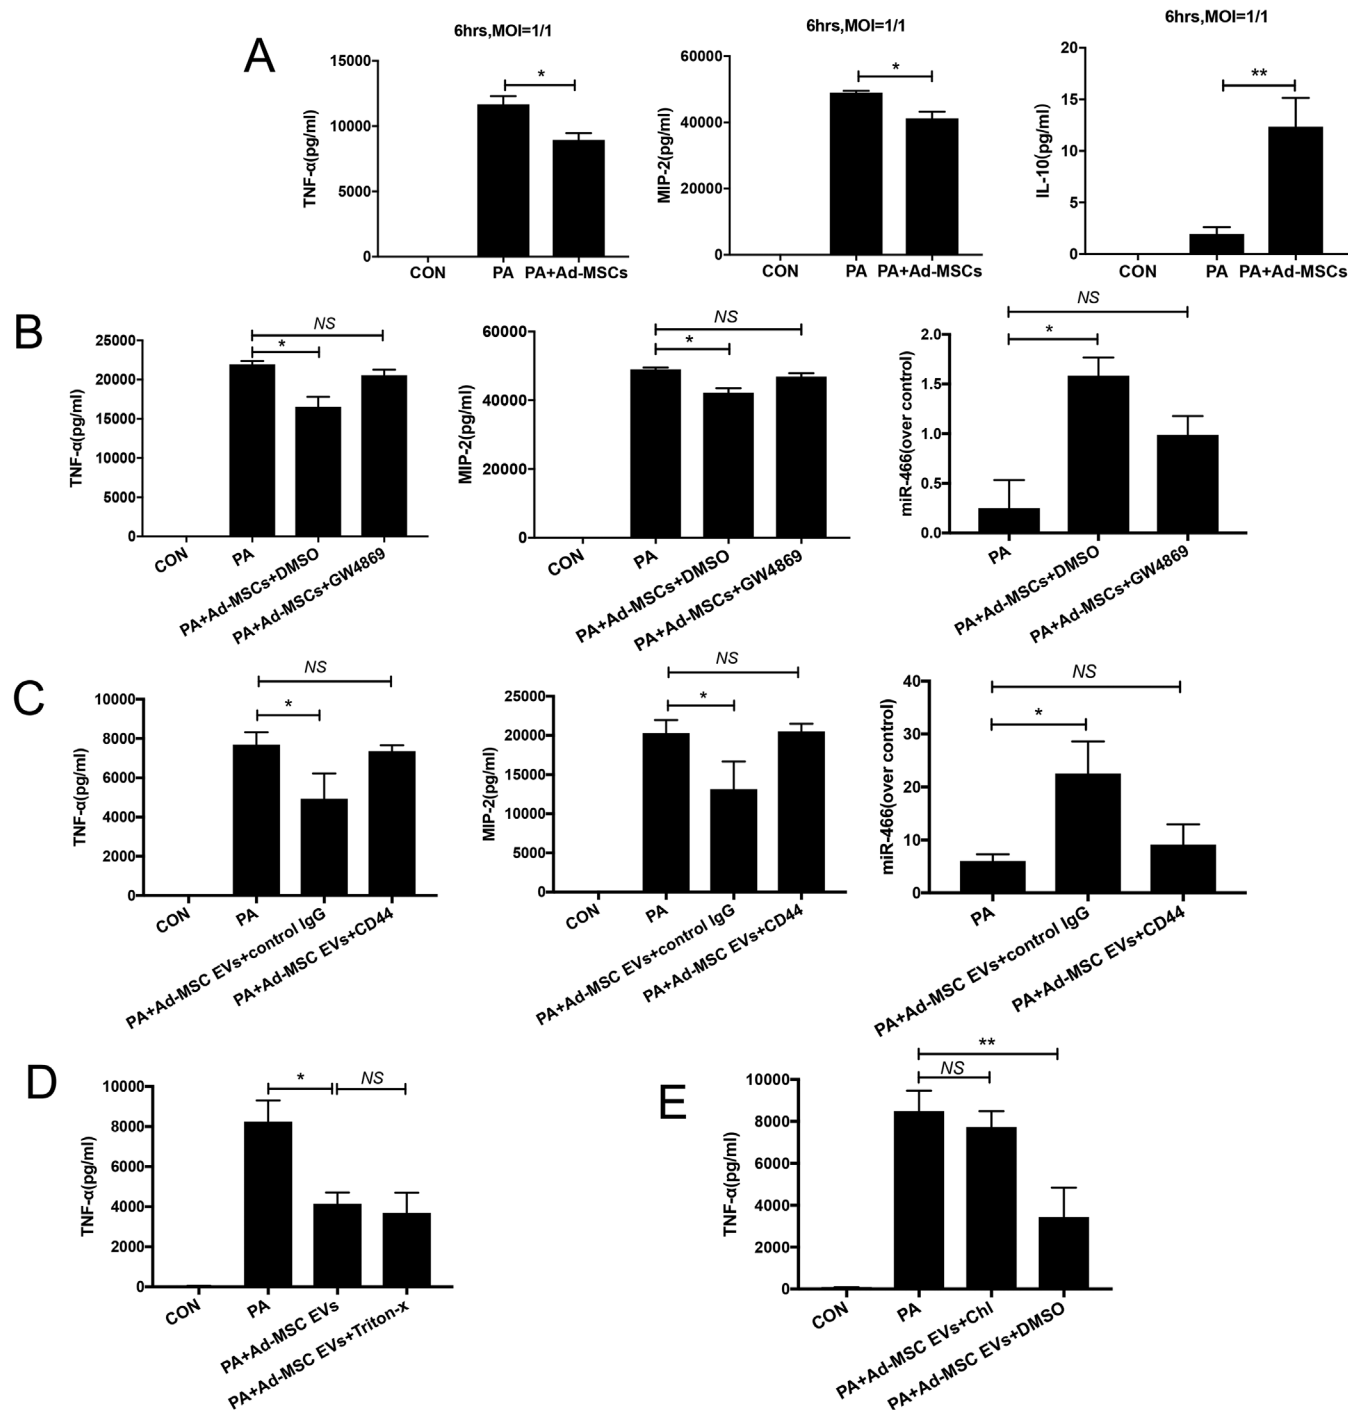 A
6hrs,MOI=1/1
TNF-α(pg/ml)
15000
10000
5000
0
*
CON
PA
PA+Ad-MSCs
6hrs,MOI=1/1
MIP-2(pg/ml)
60000
40000
20000
0
*
CON
PA
PA+Ad-MSCs
6hrs,MOI=1/1
IL-10(pg/ml)
20
15
10
5
0
**
CON
PA
PA+Ad-MSCs
B
TNF-α(pg/ml)
25000
20000
15000
10000
5000
0
NS
*
CON
PA
PA+Ad-MSCs+DMSO
PA+Ad-MSCs+GW4869
MIP-2(pg/ml)
60000
40000
20000
0
NS
*
CON
PA
PA+Ad-MSCs+DMSO
PA+Ad-MSCs+GW4869
miR-466(over control)
2.0
1.5
1.0
0.5
0.0
NS
*
PA
PA+Ad-MSCs+DMSO
PA+Ad-MSCs+GW4869
C
TNF-α(pg/ml)
10000
8000
6000
4000
2000
0
NS
*
CON
PA
PA+Ad-MSC EVs+control IgG
PA+Ad-MSC EVs+CD44
MIP-2(pg/ml)
25000
20000
15000
10000
5000
0
NS
*
CON
PA
PA+Ad-MSC EVs+control IgG
PA+Ad-MSC EVs+CD44
miR-466(over control)
40
30
20
10
0
NS
*
PA
PA+Ad-MSC EVs+control IgG
PA+Ad-MSC EVs+CD44
D
TNF-α(pg/ml)
10000
8000
6000
4000
2000
0
*
NS
CON
PA
PA+Ad-MSC EVs
PA+Ad-MSC EVs+Triton-x
E
TNF-α(pg/ml)
10000
8000
6000
4000
2000
0
**
NS
CON
PA
PA+Ad-MSC EVs+Chl
PA+Ad-MSC EVs+DMSO